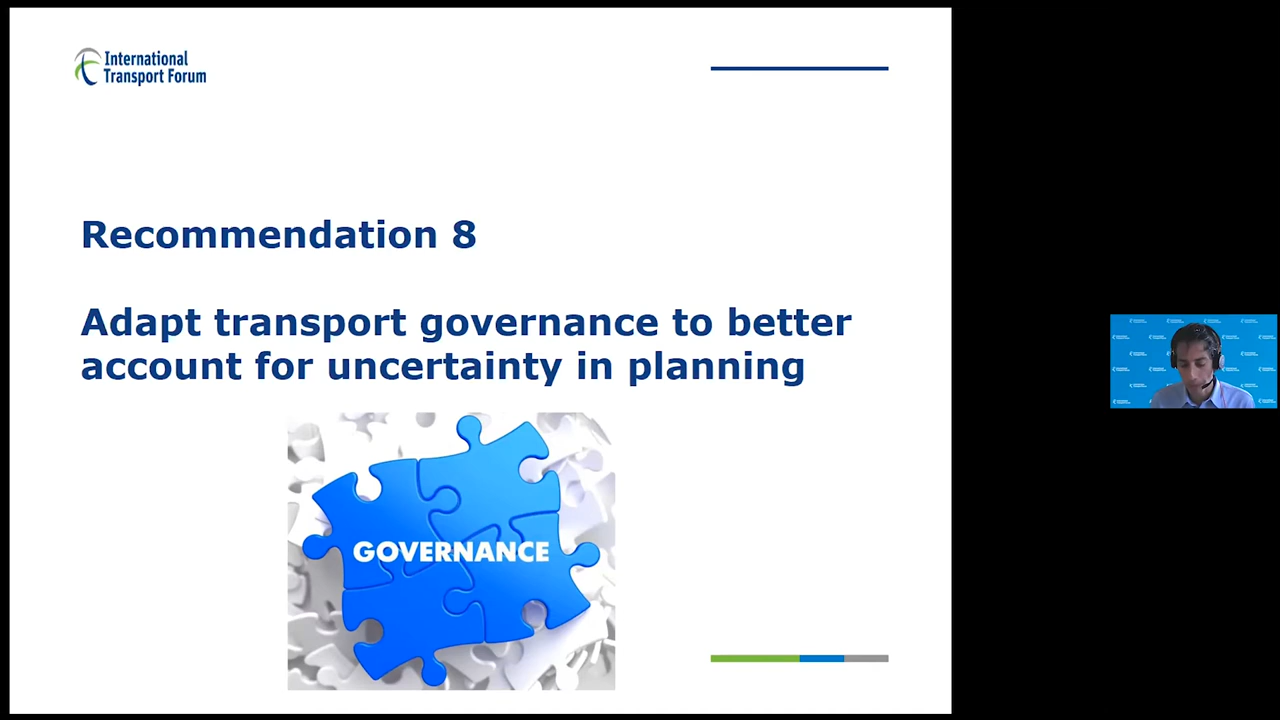 International
Transport Forum
Recommendation 8
Adapt transport governance to better
account for uncertainty in planning
GOVERNANCE